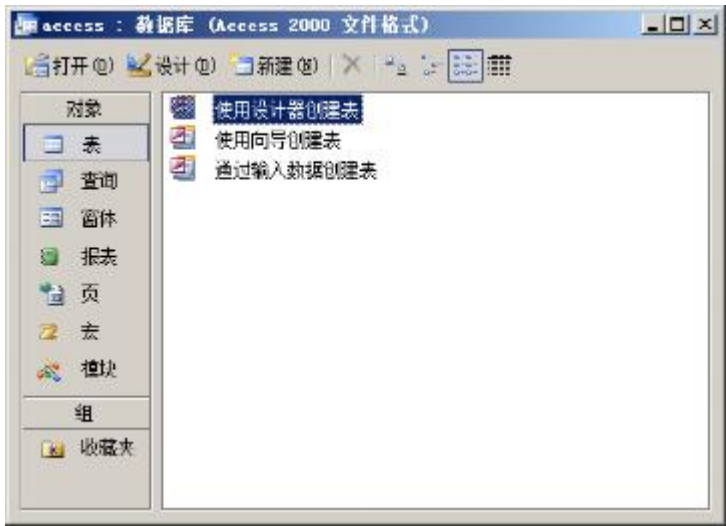 access : 数据库 (Access 2000 文件格式)
打开(O) 设计(D) 新建(N)
对象
表
查询
窗体
报表
页
宏
模块
组
收藏夹
使用设计器创建表
使用向导创建表
通过输入数据创建表